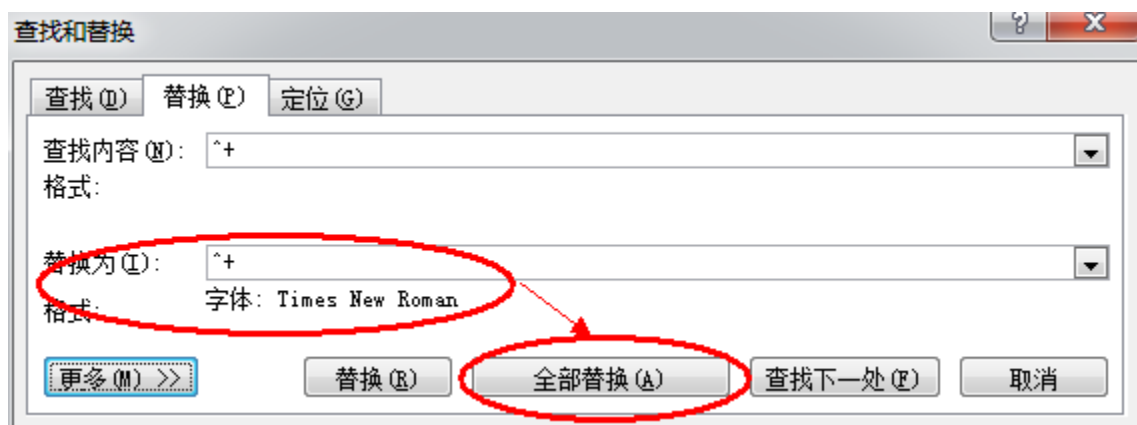 查找和替换
查找(D) 替换(P) 定位(G)
查找内容(N): ^+
格式:
替换为(I): ^+
格式: 字体: Times New Roman
更多(M) >> 替换(R) 全部替换(A) 查找下一处(F) 取消